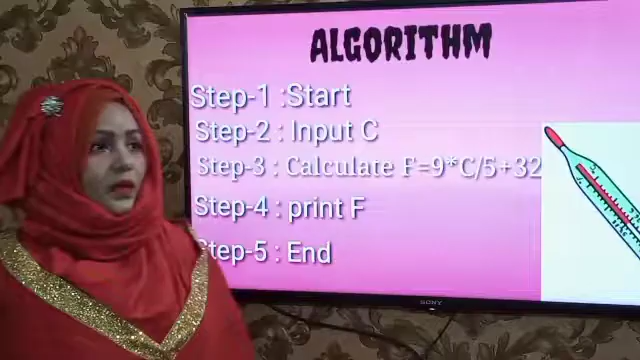 ALGORITHM
Step-1 :Start
Step-2 : Input C
Step-3 : Calculate F=9*C/5+32
Step-4 : print F
Step-5 : End
SONY